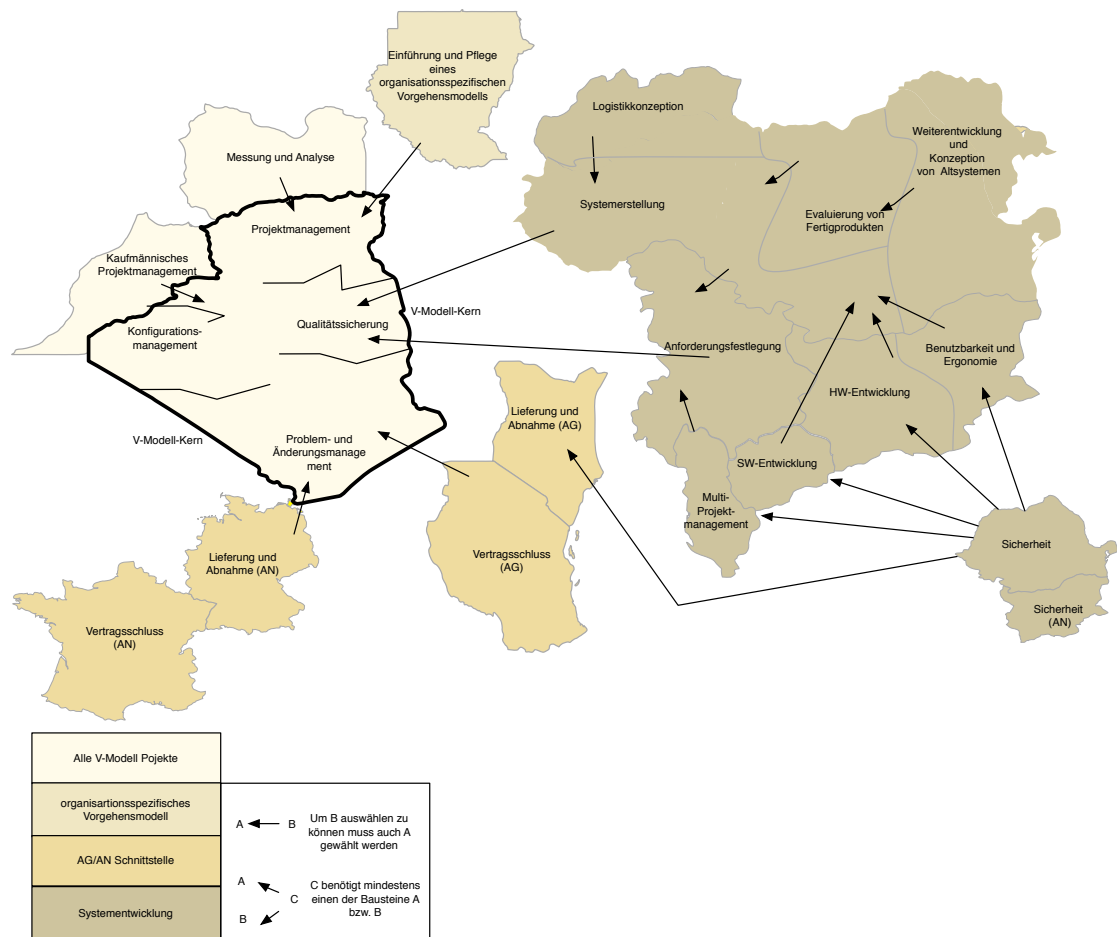 Einführung und Pflege
eines
organisationsspezifischen
Vorgehensmodells
Messung und Analyse
Projektmanagement
Kaufmännisches
Projektmanagement
Konfigurations-
management
Qualitätssicherung
V-Modell-Kern
V-Modell-Kern
Problem- und
Änderungsmanage
ment
Logistikkonzeption
Systemerstellung
Weiterentwicklung
und
Konzeption
von Altsystemen
Evaluierung von
Fertigprodukten
Anforderungsfestlegung
Benutzbarkeit und
Ergonomie
HW-Entwicklung
SW-Entwicklung
Multi-
Projekt-
management
Lieferung und
Abnahme (AG)
Vertragsschluss
(AG)
Lieferung und
Abnahme (AN)
Vertragsschluss
(AN)
Sicherheit
Sicherheit
(AN)
Alle V-Modell Pojekte
organisartionsspezifisches
Vorgehensmodell
AG/AN Schnittstelle
Systementwicklung
A B Um B auswählen zu
können muss auch A
gewählt werden
A
C C benötigt mindestens
einen der Bausteine A
B bzw. B